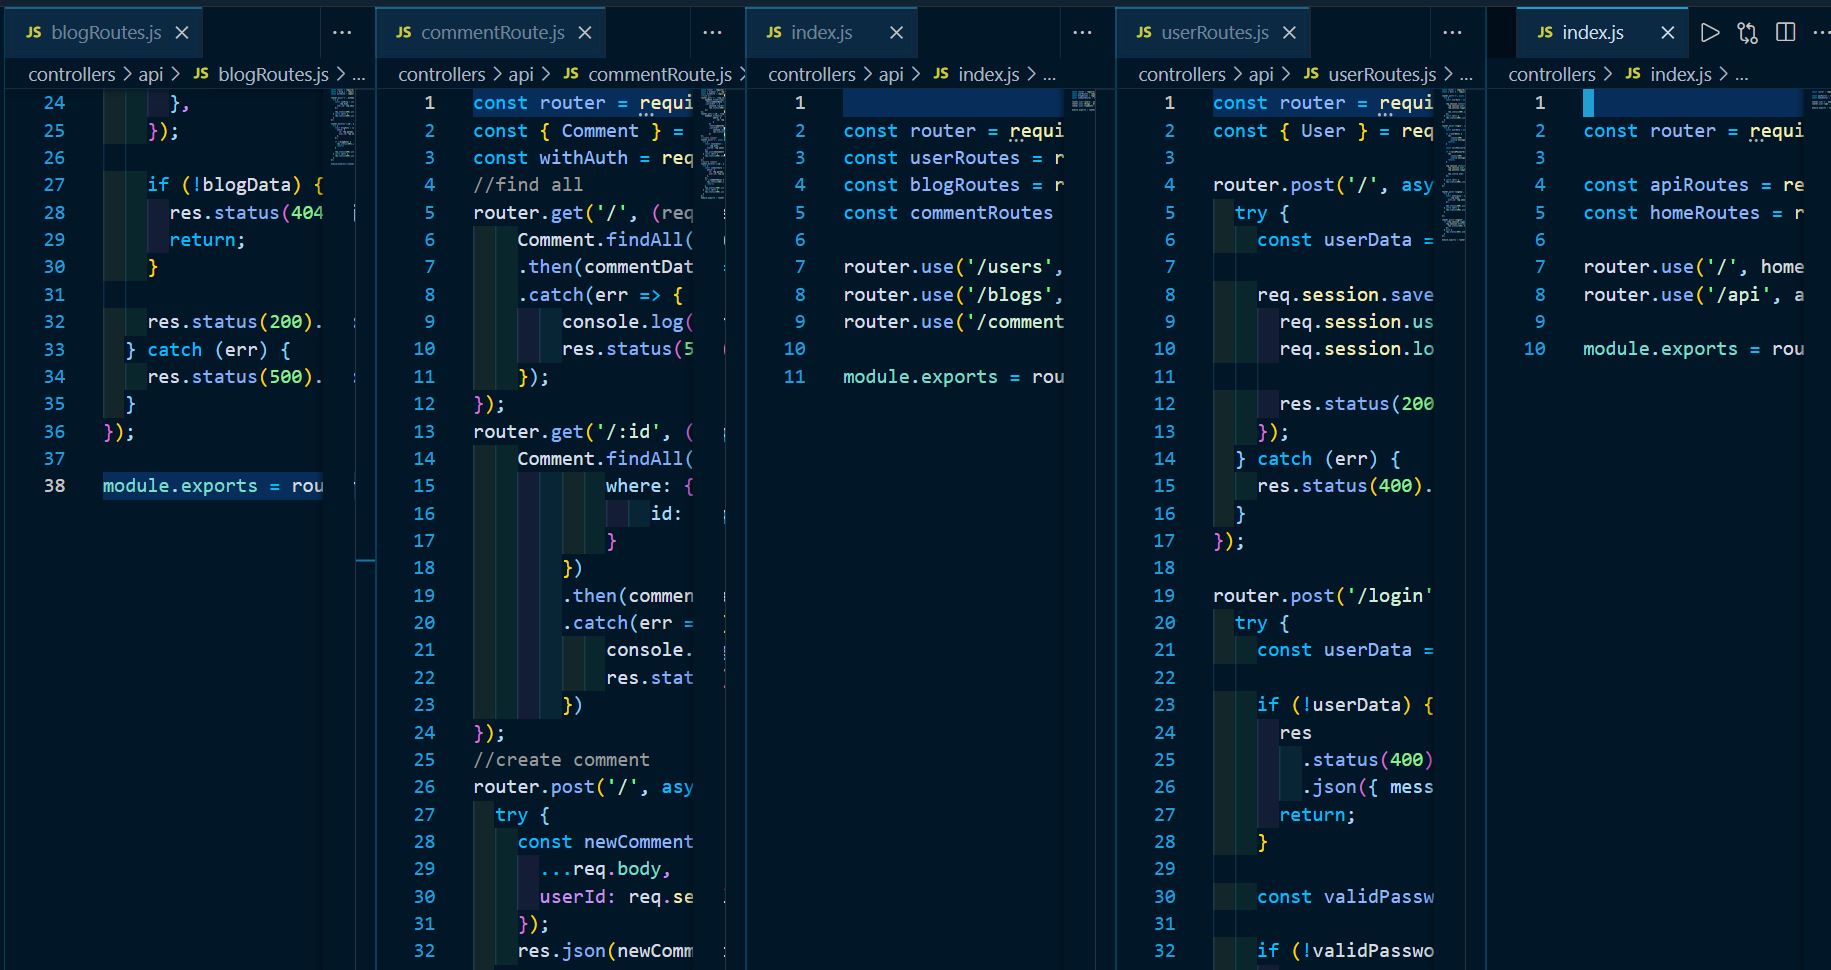 JS blogRoutes.js
controllers > api > JS blogRoutes.js > ...
24 },
25 });
26
27 if (!blogData) {
28 res.status(404
29 return;
30 }
31
32 res.status(200).
33 } catch (err) {
34 res.status(500).
35 }
36 });
37
38 module.exports = rou
JS commentRoute.js
controllers > api > JS commentRoute.js >
1 const router = requi
2 const { Comment } =
3 const withAuth = req
4 //find all
5 router.get('/', (req
6 Comment.findAll(
7 .then(commentDat
8 .catch(err => {
9 console.log(
10 res.status(5
11 });
12 });
13 router.get('/:id', (
14 Comment.findAll(
15 where: {
16 id:
17 }
18 })
19 .then(commen
20 .catch(err =
21 console.
22 res.stat
23 })
24 });
25 //create comment
26 router.post('/', asy
27 try {
28 const newComment
29 ...req.body,
30 userId: req.se
31 });
32 res.json(newComm
JS index.js
controllers > api > JS index.js > ...
1
2 const router = requi
3 const userRoutes = r
4 const blogRoutes = r
5 const commentRoutes
6
7 router.use('/users',
8 router.use('/blogs',
9 router.use('/comment
10
11 module.exports = rou
JS userRoutes.js
controllers > api > JS userRoutes.js > ...
1 const router = requi
2 const { User } = req
3
4 router.post('/', asy
5 try {
6 const userData =
7
8 req.session.save
9 req.session.us
10 req.session.lo
11
12 res.status(200
13 });
14 } catch (err) {
15 res.status(400).
16 }
17 });
18
19 router.post('/login'
20 try {
21 const userData =
22
23 if (!userData) {
24 res
25 .status(400)
26 .json({ mess
27 return;
28 }
29
30 const validPassw
31
32 if (!validPasswo
JS index.js
controllers > JS index.js > ...
1
2 const router = requi
3
4 const apiRoutes = re
5 const homeRoutes = r
6
7 router.use('/', home
8 router.use('/api', a
9
10 module.exports = rou